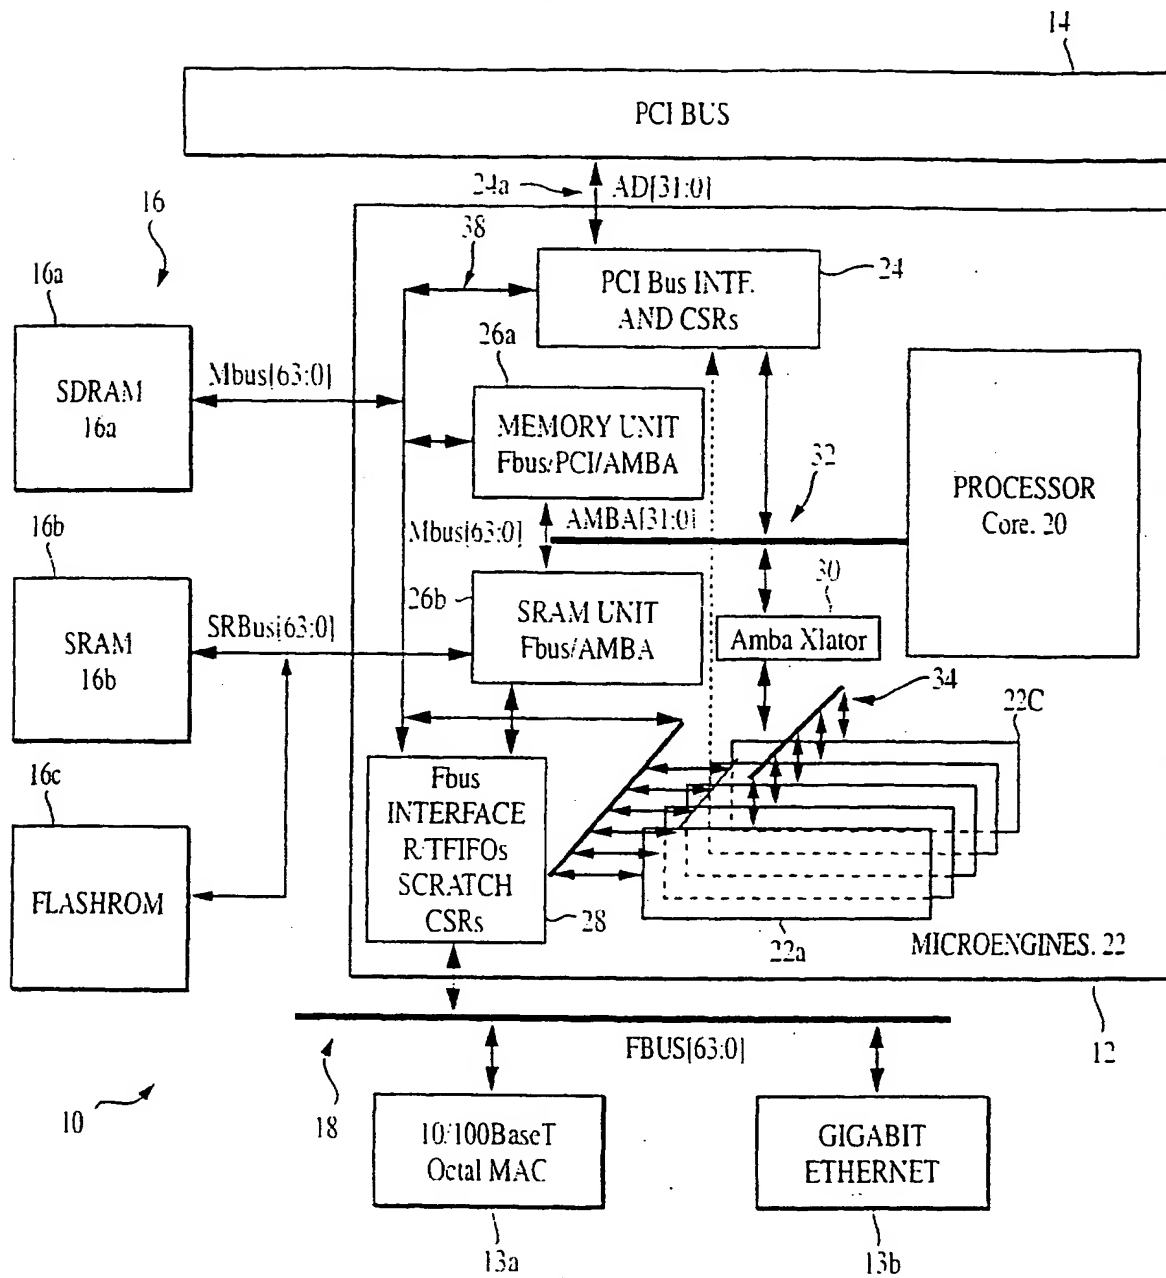 14
PCI BUS
24a
AD[31:0]
16
38
16a
PCI Bus INTF.
AND CSRs
24
26a
SDRAM
16a
Mbus[63:0]
MEMORY UNIT
Fbus/PCI/AMBA
32
PROCESSOR
Core. 20
16b
Mbus[63:0]
AMBA[31:0]
26b
30
SRAM
16b
SRBus[63:0]
SRAM UNIT
Fbus/AMBA
Amba Xlator
34
22C
16c
FLASHROM
Fbus
INTERFACE
R/TFIFOs
SCRATCH
CSRs
28
22a
MICROENGINES. 22
12
FBUS[63:0]
18
10
10/100BaseT
Octal MAC
GIGABIT
ETHERNET
13a
13b